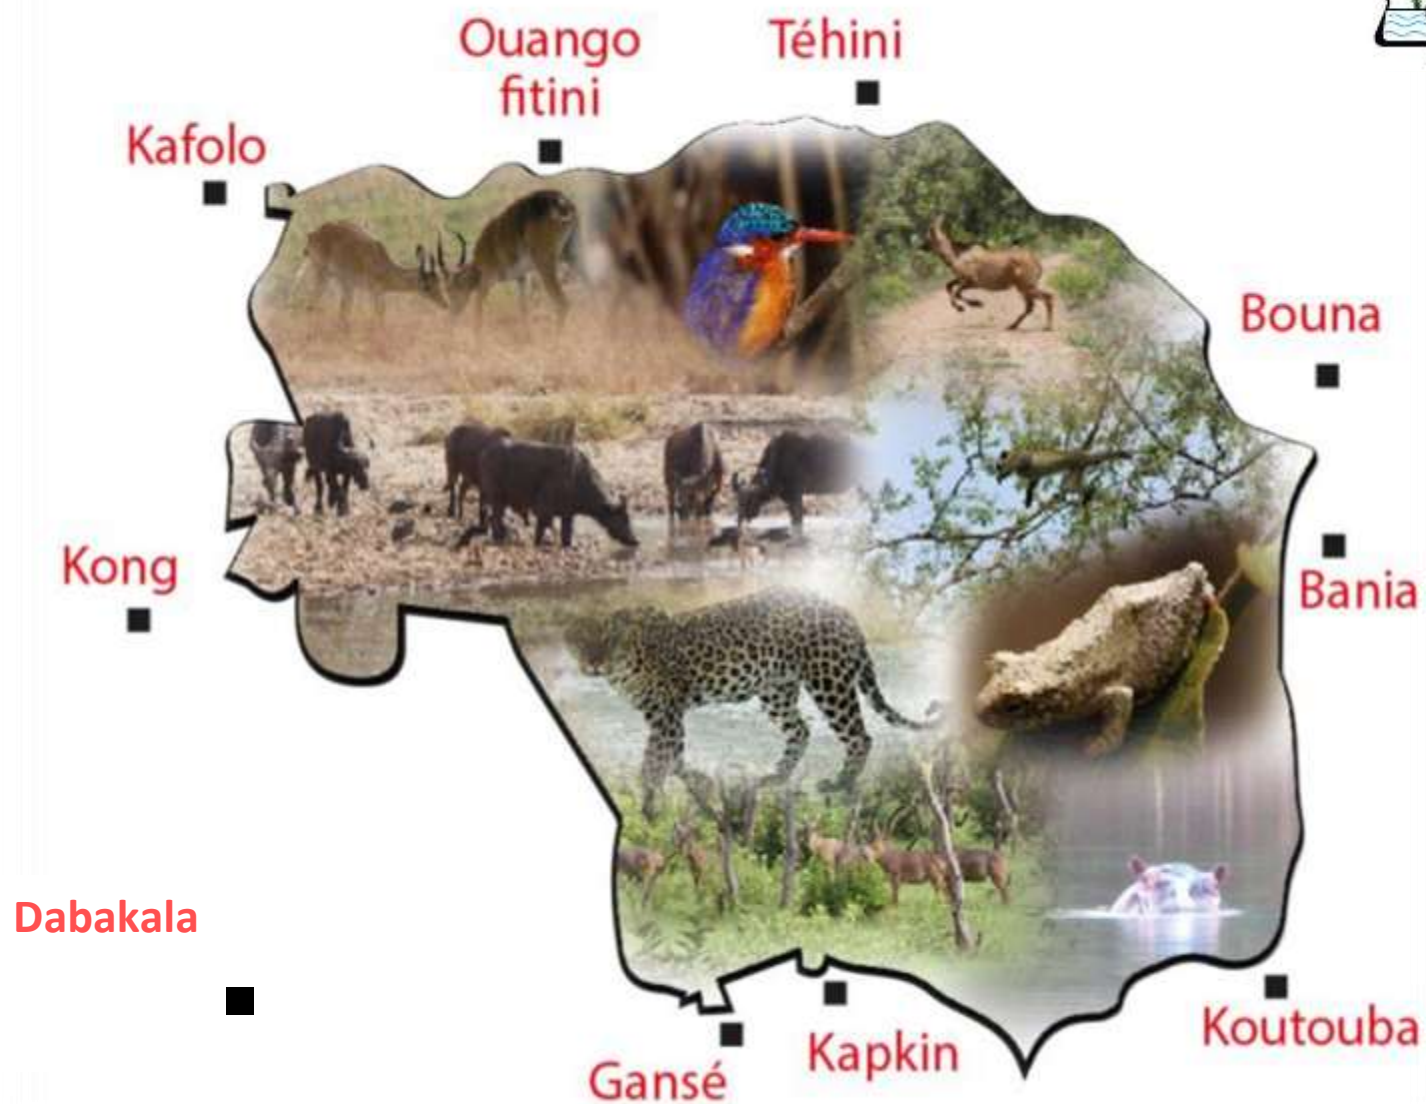 Ouango
fitini
Téhini
Kafolo
Bouna
Kong
Bania
Dabakala
Koutouba
Kapkin
Gansé